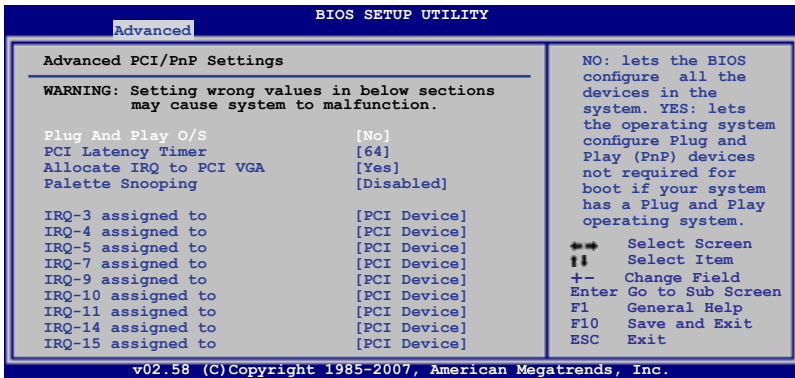 BIOS SETUP UTILITY
Advanced
Advanced PCI/PnP Settings
WARNING: Setting wrong values in below sections
may cause system to malfunction.
Plug And Play O/S [No]
PCI Latency Timer [64]
Allocate IRQ to PCI VGA [Yes]
Palette Snooping [Disabled]
IRQ-3 assigned to [PCI Device]
IRQ-4 assigned to [PCI Device]
IRQ-5 assigned to [PCI Device]
IRQ-7 assigned to [PCI Device]
IRQ-9 assigned to [PCI Device]
IRQ-10 assigned to [PCI Device]
IRQ-11 assigned to [PCI Device]
IRQ-14 assigned to [PCI Device]
IRQ-15 assigned to [PCI Device]
NO: lets the BIOS
configure all the
devices in the
system. YES: lets
the operating system
configure Plug and
Play (PnP) devices
not required for
boot if your system
has a Plug and Play
operating system.
←→ Select Screen
↑↓ Select Item
+- Change Field
Enter Go to Sub Screen
F1 General Help
F10 Save and Exit
ESC Exit
v02.58 (C)Copyright 1985-2007, American Megatrends, Inc.